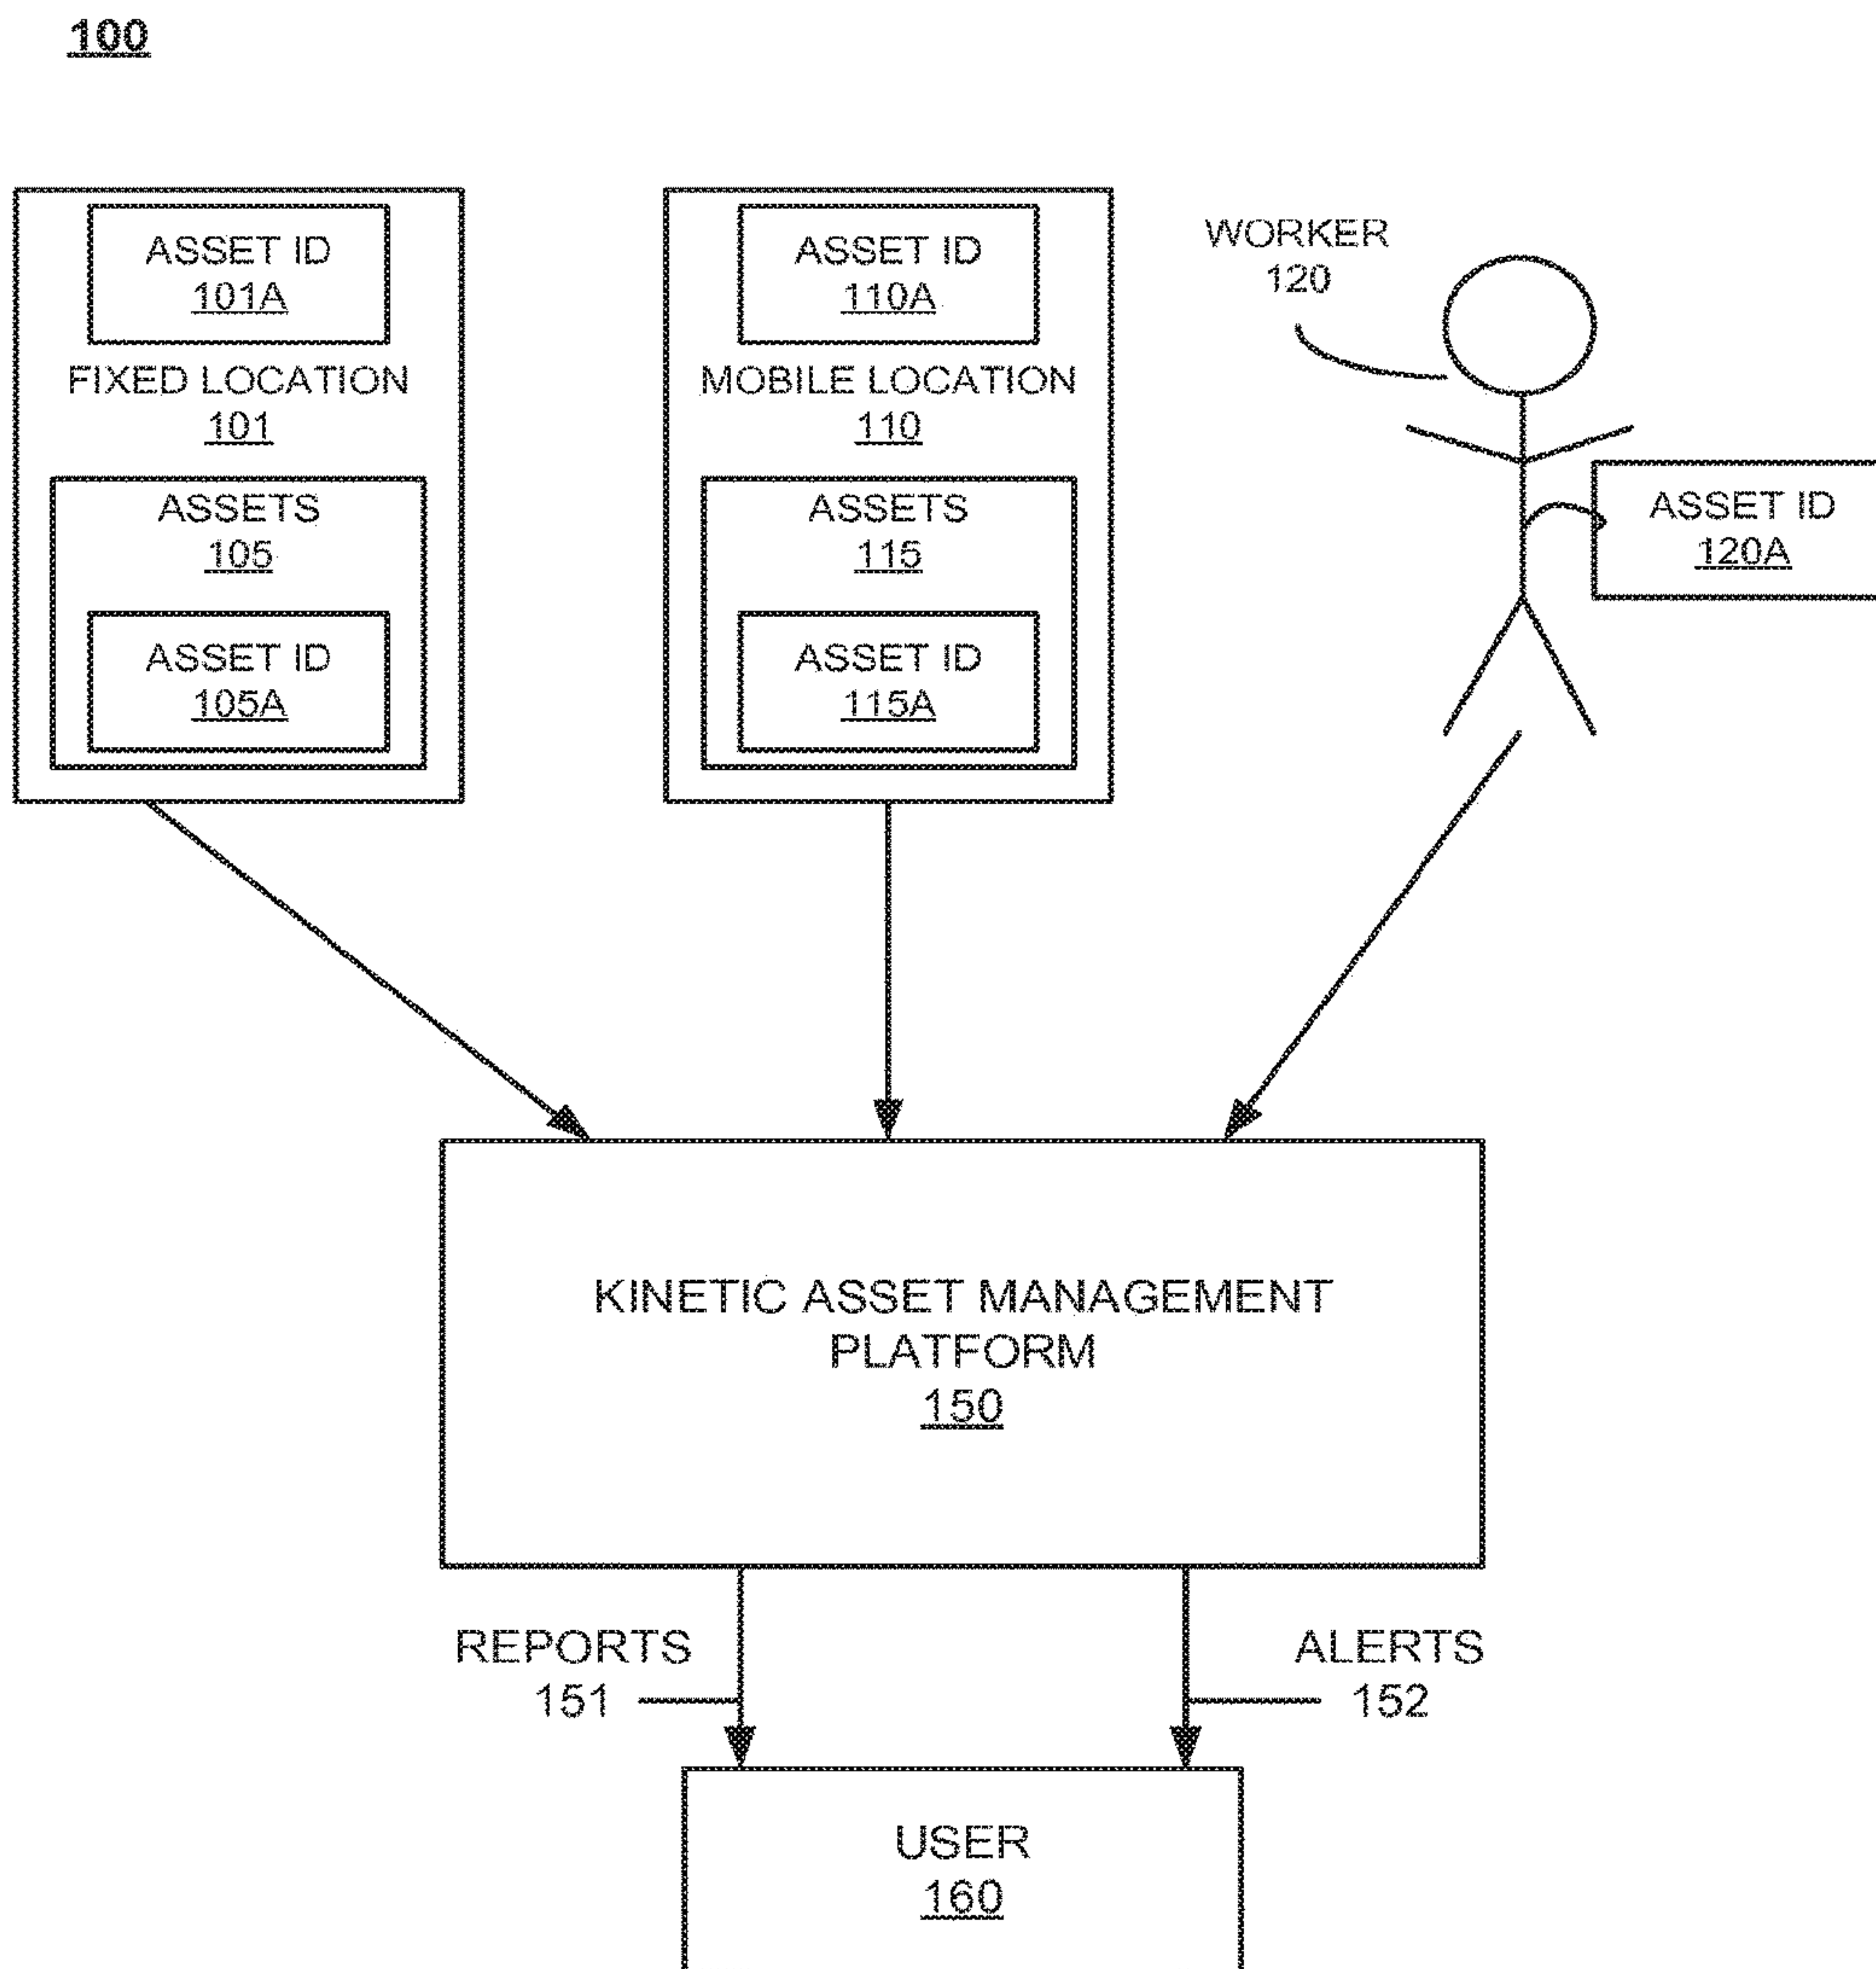 100
ASSET ID
101A
FIXED LOCATION
101
ASSETS
105
ASSET ID
105A
ASSET ID
110A
MOBILE LOCATION
110
ASSETS
115
ASSET ID
115A
WORKER
120
ASSET ID
120A
KINETIC ASSET MANAGEMENT
PLATFORM
150
REPORTS
151
ALERTS
152
USER
160